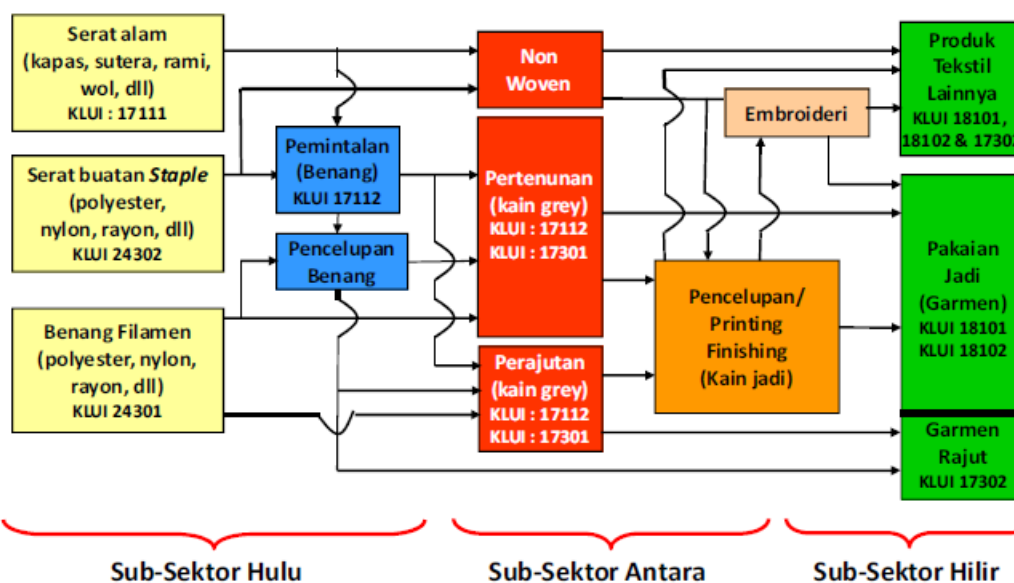 Serat alam
(kapas, sutera, rami,
wol, dll)
KLUI : 17111
Serat buatan Staple
(polyester,
nylon, rayon, dll)
KLUI 24302
Benang Filamen
(polyester, nylon,
rayon, dll)
KLUI 24301
Pemintalan
(Benang)
KLUI 17112
Pencelupan
Benang
Non
Woven
Pertenunan
(kain grey)
KLUI : 17112
KLUI : 17301
Perajutan
(kain grey)
KLUI : 17112
KLUI : 17301
Embroideri
Pencelupan/
Printing
Finishing
(Kain jadi)
Produk
Tekstil
Lainnya
KLUI 18101,
18102 & 17302
Pakaian
Jadi
(Garmen)
KLUI 18101
KLUI 18102
Garmen
Rajut
KLUI 17302
Sub-Sektor Hulu
Sub-Sektor Antara
Sub-Sektor Hilir